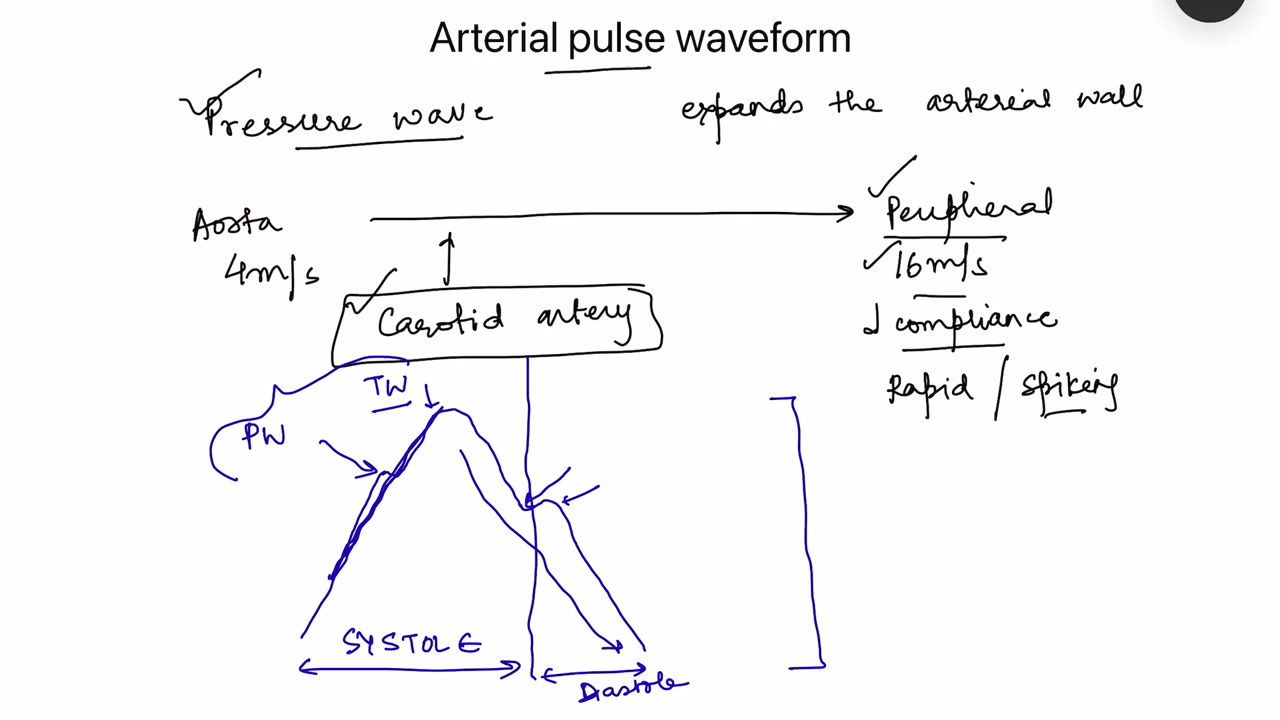 Arterial pulse waveform
Pressure wave
expands the arterial wall
Aorta
4m/s
Peripheral
16m/s
Carotid artery
↓ compliance
Rapid / spiking
TW
PW
SYSTOLE
Diastole